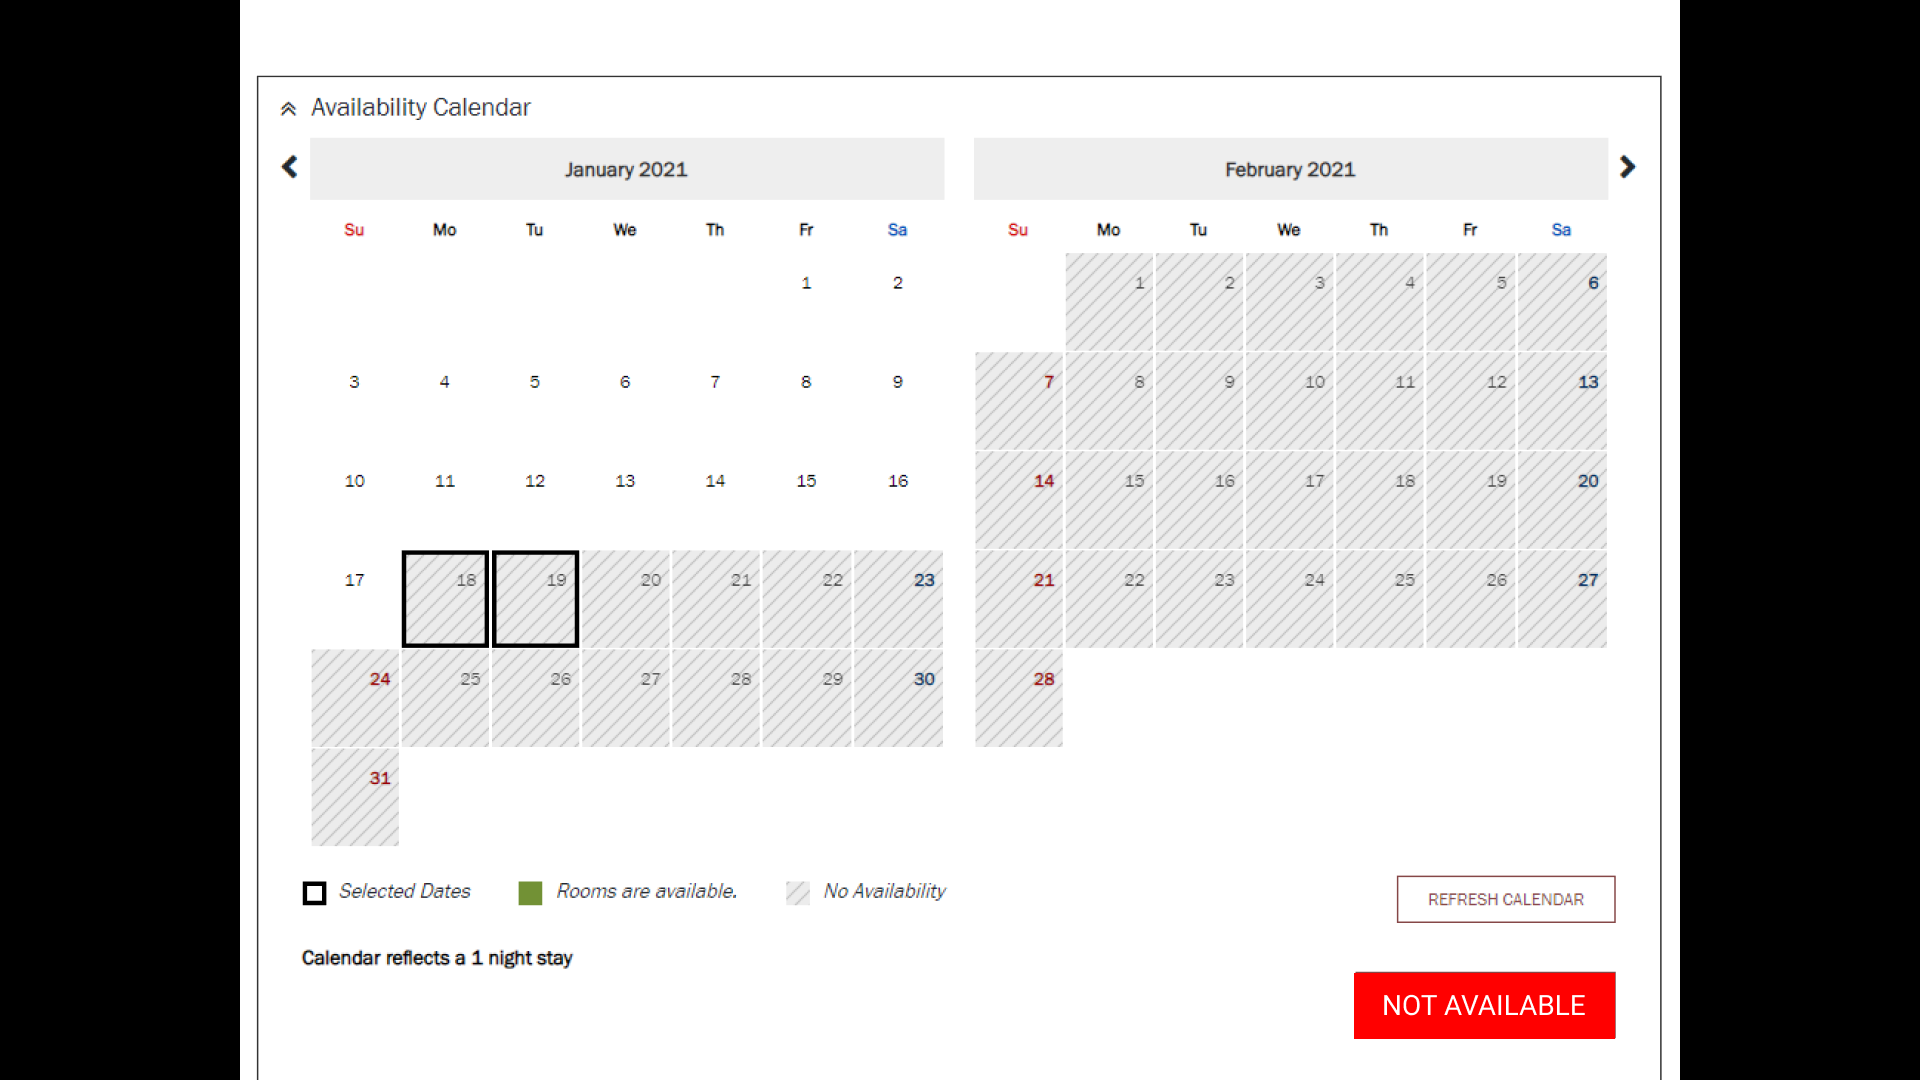 Availability Calendar
January 2021
Su Mo Tu We Th Fr Sa
1 2
3 4 5 6 7 8 9
10 11 12 13 14 15 16
17 18 19 20 21 22 23
24 25 26 27 28 29 30
31
February 2021
Su Mo Tu We Th Fr Sa
1 2 3 4 5 6
7 8 9 10 11 12 13
14 15 16 17 18 19 20
21 22 23 24 25 26 27
28
Selected Dates Rooms are available. No Availability
REFRESH CALENDAR
Calendar reflects a 1 night stay
NOT AVAILABLE